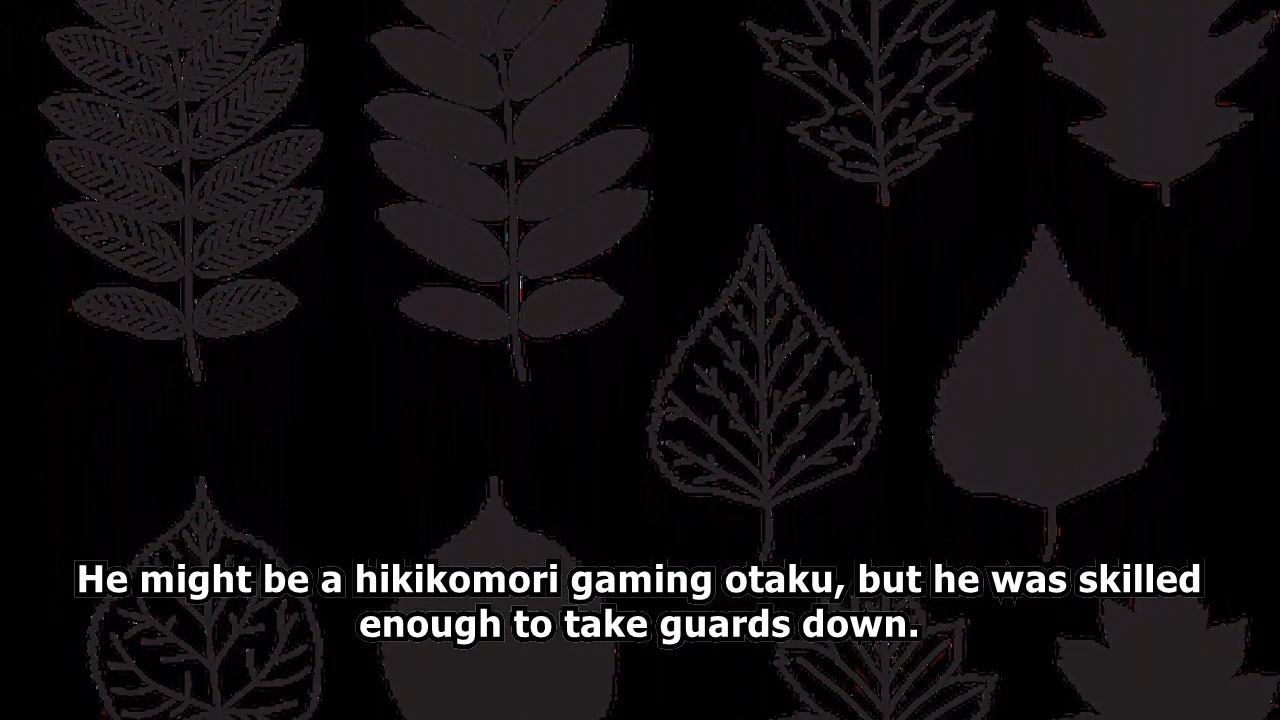 He might be a hikikomori gaming otaku, but he was skilled
enough to take guards down.